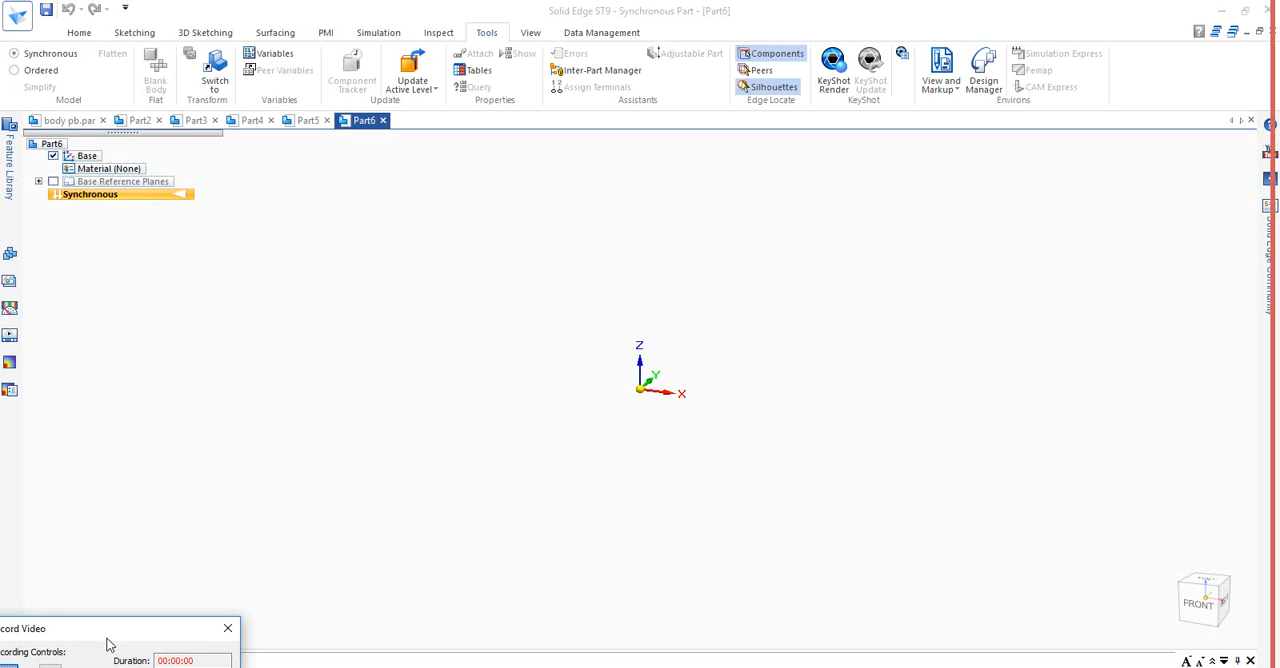 Solid Edge ST9 - Synchronous Part - [Part6]
Home Sketching 3D Sketching Surfacing PMI Simulation Inspect Tools View Data Management
Synchronous Flatten
Ordered
Simplify
Model
Blank Body Flat
Switch to
Transform
Variables
Peer Variables
Variables
Component Tracker
Update Active Level
Update
Attach Show
Tables
Query
Properties
Errors
Inter-Part Manager
Assign Terminals
Adjustable Part
Assistants
Components
Peers
Silhouettes
Edge Locate
KeyShot Render
KeyShot Update
KeyShot
View and Markup
Design Manager
Simulation Express
Femap
CAM Express
Environs
body pb.par Part2 Part3 Part4 Part5 Part6
Feature Library
Part6
Base
Material (None)
Base Reference Planes
Synchronous
Z
Y
X
FRONT
cord Video
cording Controls:
Duration: 00:00:00